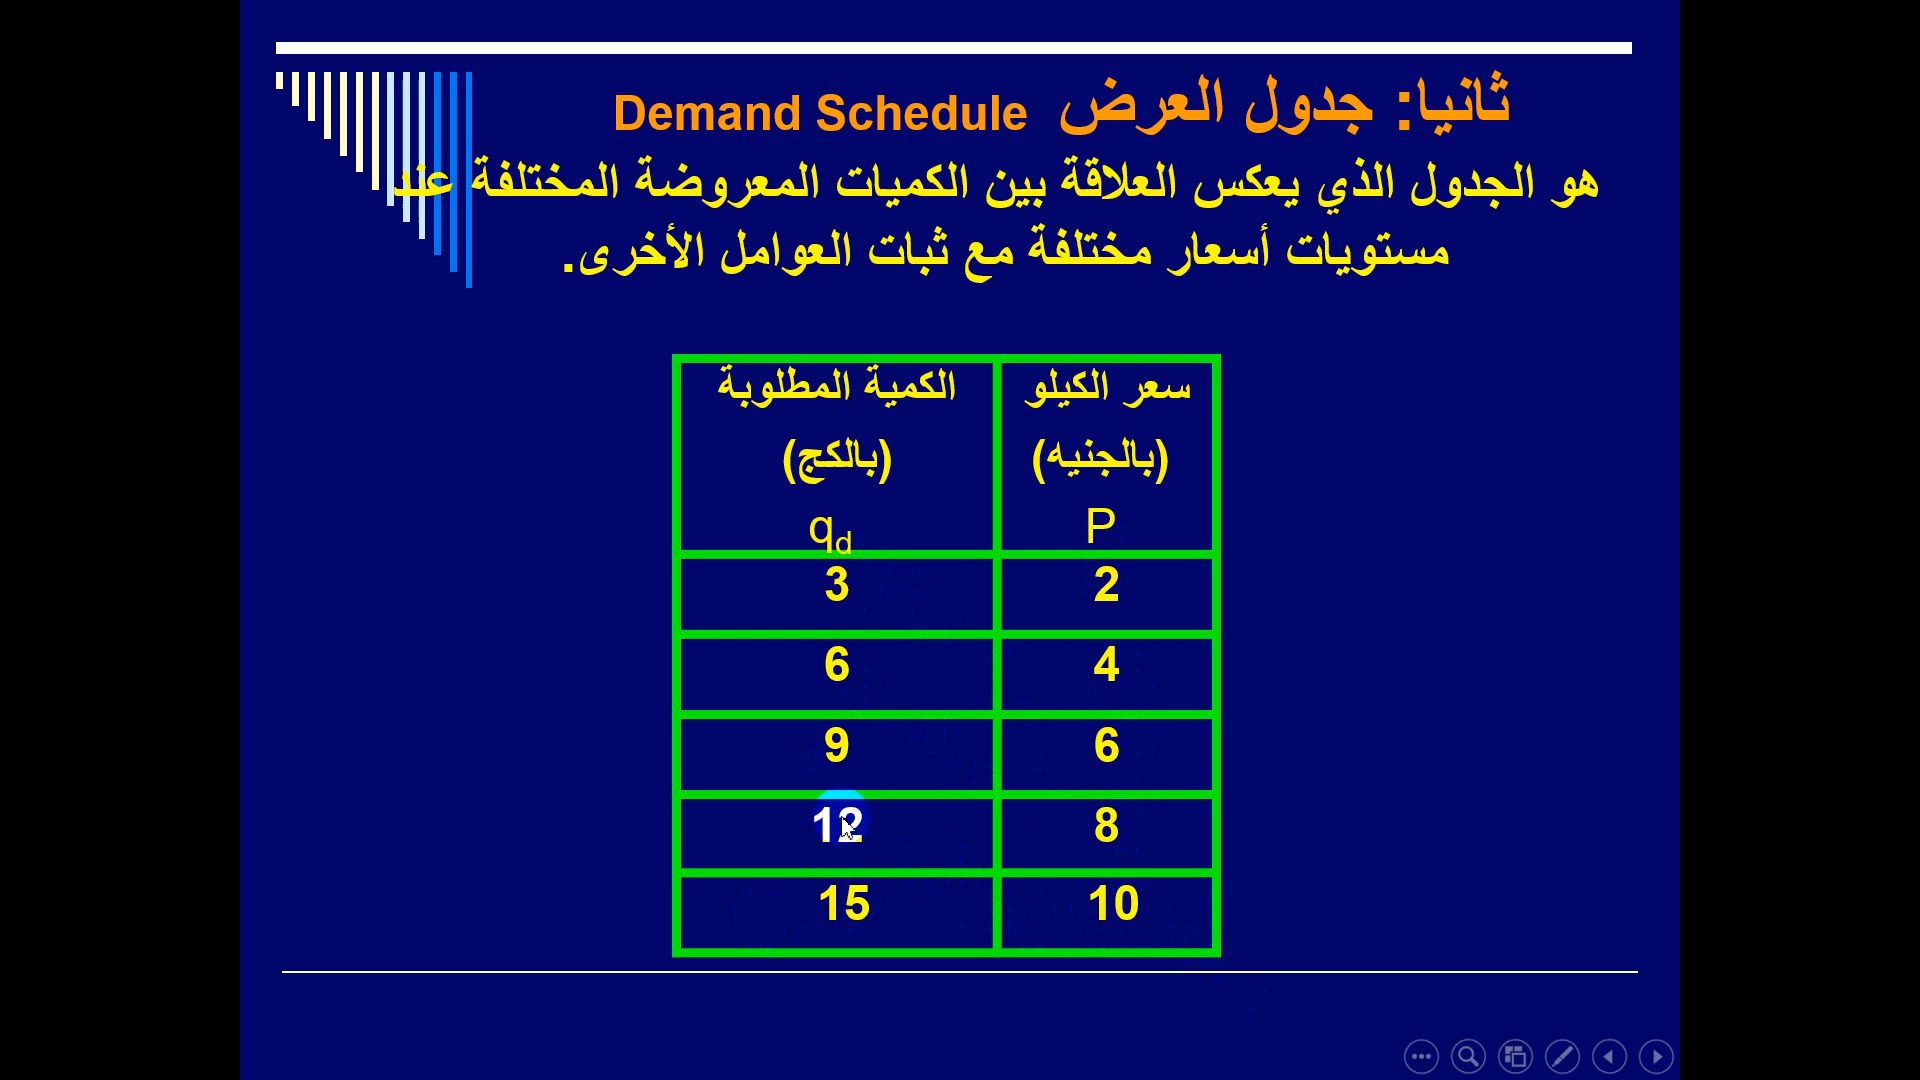 ثانيا: جدول العرض Demand Schedule
هو الجدول الذي يعكس العلاقة بين الكميات المعروضة المختلفة عند
مستويات أسعار مختلفة مع ثبات العوامل الأخرى.
سعر الكيلو الكمية المطلوبة
(بالجنيه) (بالكج)
P qd
2 3
4 6
6 9
8 12
10 15